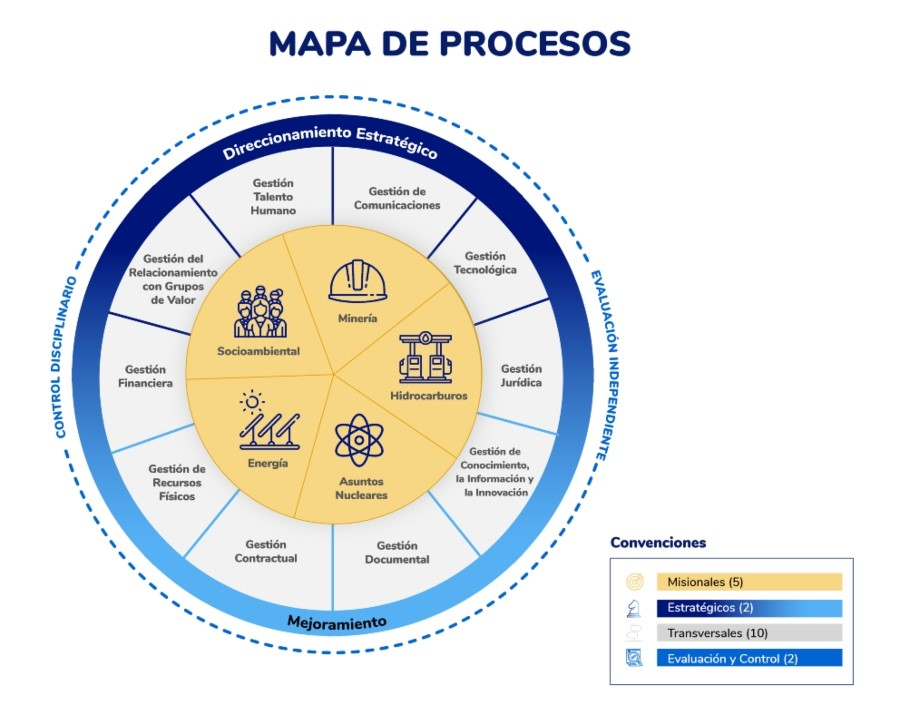 MAPA DE PROCESOS
Direccionamiento Estratégico
Gestión
Talento
Humano
Gestión de
Comunicaciones
Gestión del
Relacionamiento
con Grupos
de Valor
Gestión
Tecnológica
Minería
Socioambiental
CONTROL DISCIPLINARIO
EVALUACIÓN INDEPENDIENTE
Gestión
Financiera
Hidrocarburos
Gestión
Jurídica
Energía
Asuntos
Nucleares
Gestión de
Recursos
Físicos
Gestión de
Conocimiento,
la Información y
la Innovación
Gestión
Contractual
Gestión
Documental
Mejoramiento
Convenciones
Misionales (5)
Estratégicos (2)
Transversales (10)
Evaluación y Control (2)